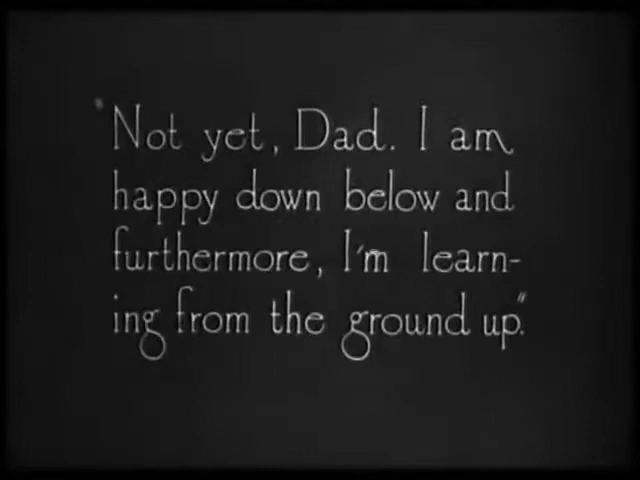 "Not yet, Dad. I am
happy down below and
furthermore, I'm learn-
ing from the ground up."